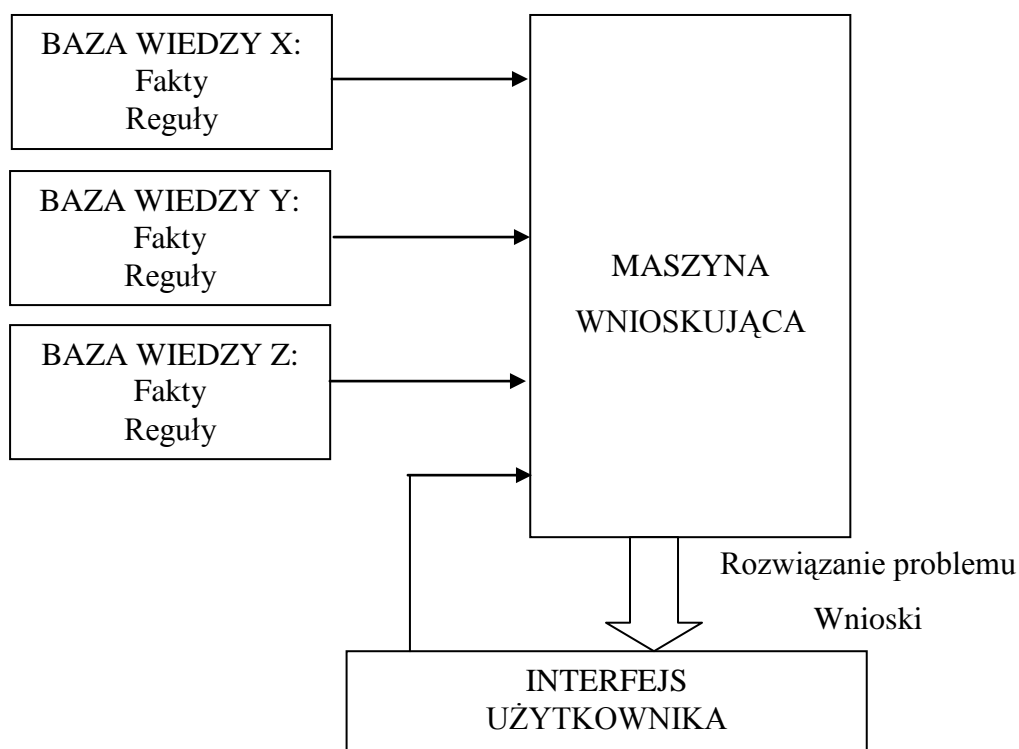 BAZA WIEDZY X:
Fakty
Reguły
BAZA WIEDZY Y:
Fakty
Reguły
BAZA WIEDZY Z:
Fakty
Reguły
MASZYNA
WNIOSKUJĄCA
Rozwiązanie problemu
Wnioski
INTERFEJS
UŻYTKOWNIKA